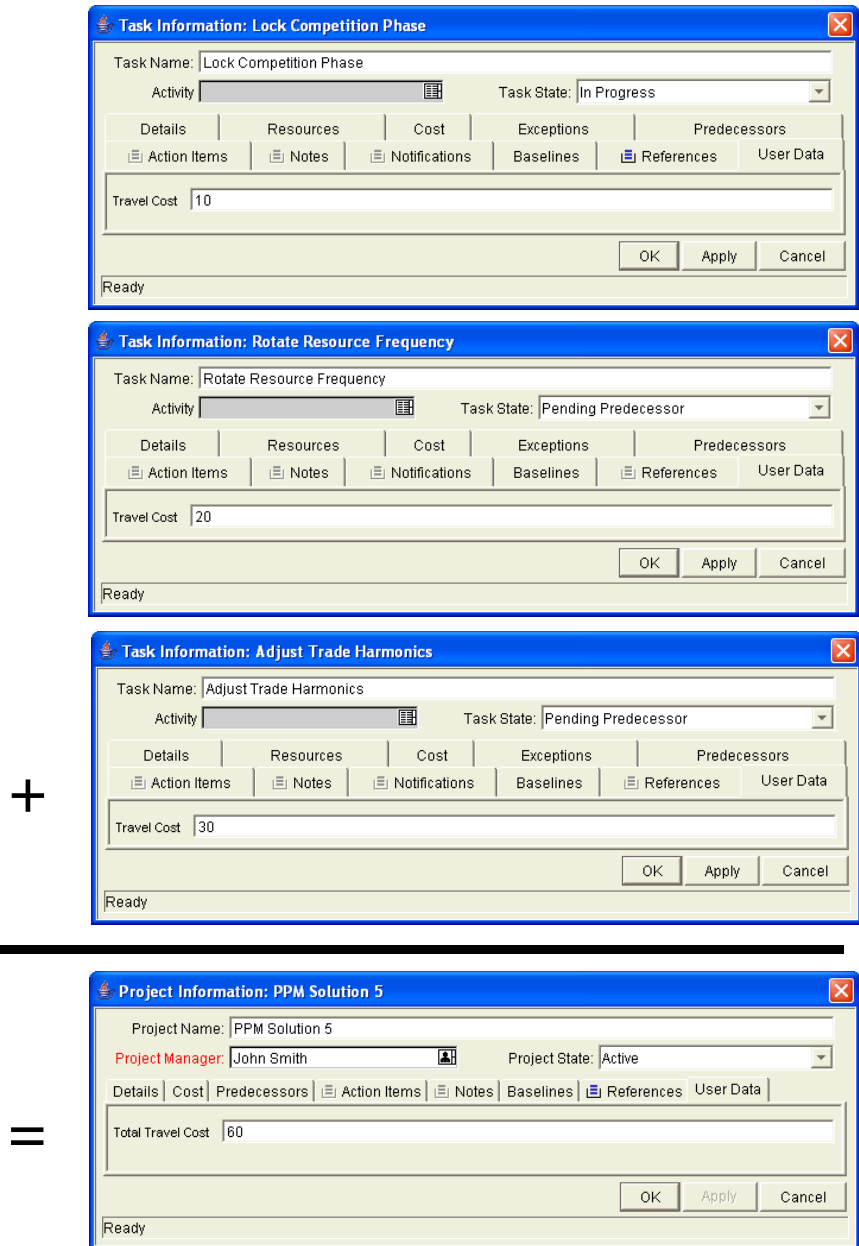 Task Information: Lock Competition Phase
Task Name: Lock Competition Phase
Activity Task State: In Progress
Details Resources Cost Exceptions Predecessors
Action Items Notes Notifications Baselines References User Data
Travel Cost 10
OK Apply Cancel
Ready
Task Information: Rotate Resource Frequency
Task Name: Rotate Resource Frequency
Activity Task State: Pending Predecessor
Details Resources Cost Exceptions Predecessors
Action Items Notes Notifications Baselines References User Data
Travel Cost 20
OK Apply Cancel
Ready
Task Information: Adjust Trade Harmonics
Task Name: Adjust Trade Harmonics
Activity Task State: Pending Predecessor
Details Resources Cost Exceptions Predecessors
+ Action Items Notes Notifications Baselines References User Data
Travel Cost 30
OK Apply Cancel
Ready
Project Information: PPM Solution 5
Project Name: PPM Solution 5
Project Manager: John Smith Project State: Active
Details Cost Predecessors Action Items Notes Baselines References User Data
= Total Travel Cost 60
OK Apply Cancel
Ready